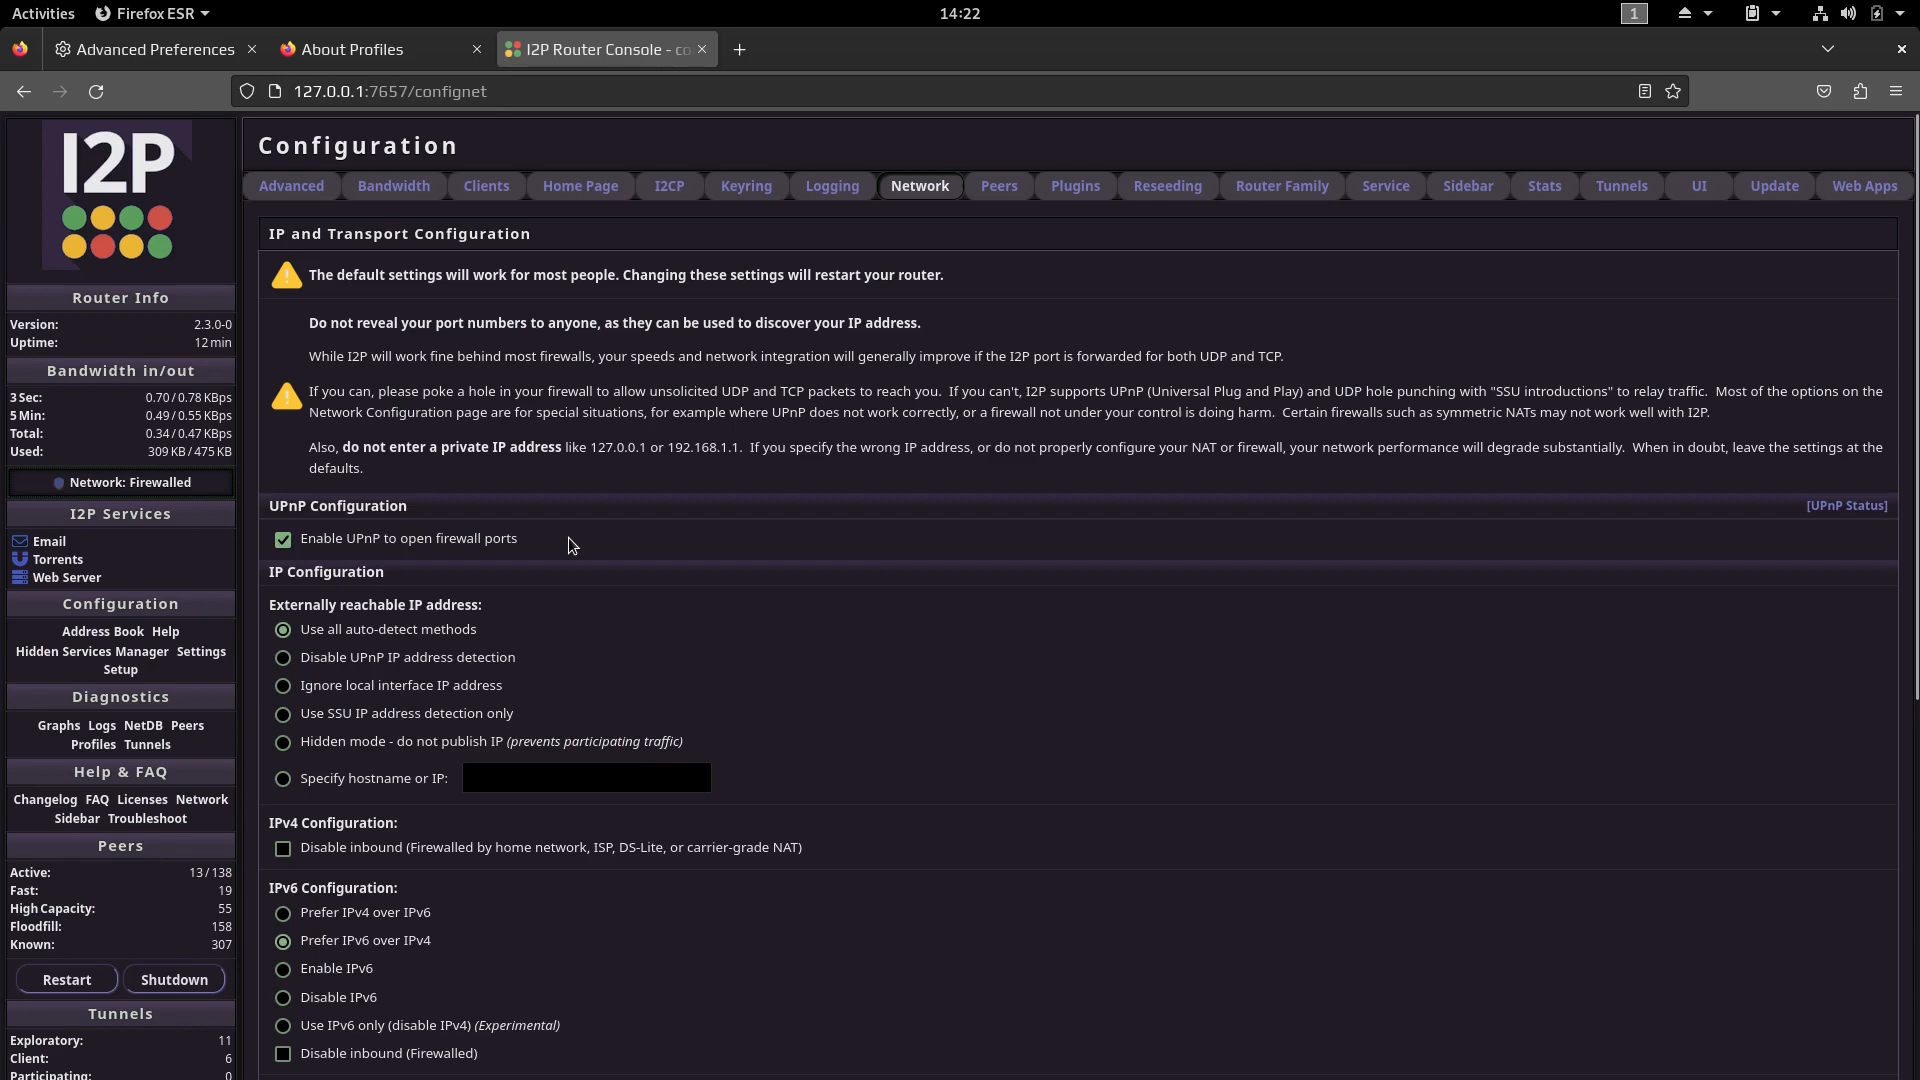 Activities Firefox ESR 14:22 1
Advanced Preferences About Profiles I2P Router Console - co
127.0.0.1:7657/confignet
I2P
Router Info
Version: 2.3.0-0
Uptime: 12 min
Bandwidth in/out
3 Sec: 0.70 / 0.78 KBps
5 Min: 0.49 / 0.55 KBps
Total: 0.34 / 0.47 KBps
Used: 309 KB / 475 KB
Network: Firewalled
I2P Services
Email
Torrents
Web Server
Configuration
Address Book Help
Hidden Services Manager Settings
Setup
Diagnostics
Graphs Logs NetDB Peers
Profiles Tunnels
Help & FAQ
Changelog FAQ Licenses Network
Sidebar Troubleshoot
Peers
Active: 13 / 138
Fast: 19
High Capacity: 55
Floodfill: 158
Known: 307
Restart Shutdown
Tunnels
Exploratory: 11
Client: 6
Participating: 0
Configuration
Advanced Bandwidth Clients Home Page I2CP Keyring Logging Network Peers Plugins Reseeding Router Family Service Sidebar Stats Tunnels UI Update Web Apps
IP and Transport Configuration
The default settings will work for most people. Changing these settings will restart your router.
Do not reveal your port numbers to anyone, as they can be used to discover your IP address.
While I2P will work fine behind most firewalls, your speeds and network integration will generally improve if the I2P port is forwarded for both UDP and TCP.
If you can, please poke a hole in your firewall to allow unsolicited UDP and TCP packets to reach you. If you can't, I2P supports UPnP (Universal Plug and Play) and UDP hole punching with "SSU introductions" to relay traffic. Most of the options on the
Network Configuration page are for special situations, for example where UPnP does not work correctly, or a firewall not under your control is doing harm. Certain firewalls such as symmetric NATs may not work well with I2P.
Also, do not enter a private IP address like 127.0.0.1 or 192.168.1.1. If you specify the wrong IP address, or do not properly configure your NAT or firewall, your network performance will degrade substantially. When in doubt, leave the settings at the
defaults.
UPnP Configuration [UPnP Status]
Enable UPnP to open firewall ports
IP Configuration
Externally reachable IP address:
Use all auto-detect methods
Disable UPnP IP address detection
Ignore local interface IP address
Use SSU IP address detection only
Hidden mode - do not publish IP (prevents participating traffic)
Specify hostname or IP:
IPv4 Configuration:
Disable inbound (Firewalled by home network, ISP, DS-Lite, or carrier-grade NAT)
IPv6 Configuration:
Prefer IPv4 over IPv6
Prefer IPv6 over IPv4
Enable IPv6
Disable IPv6
Use IPv6 only (disable IPv4) (Experimental)
Disable inbound (Firewalled)